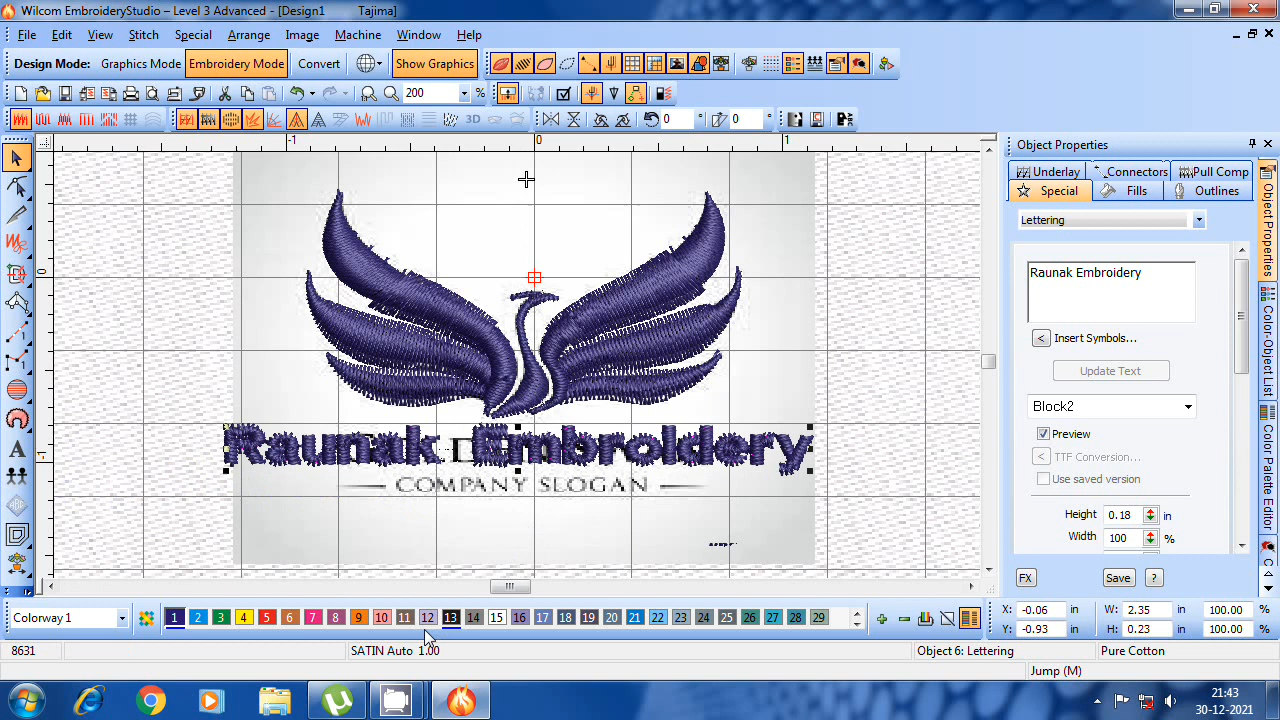 Wilcom EmbroideryStudio – Level 3 Advanced - [Design1 Tajima]
File Edit View Stitch Special Arrange Image Machine Window Help
Design Mode: Graphics Mode Embroidery Mode Convert Show Graphics
200 %
3D 0 0
-1 0 1
Object Properties
Underlay Connectors Pull Comp
Special Fills Outlines
Lettering
Raunak Embroidery
< Insert Symbols...
Update Text
Block2
Preview
< TTF Conversion...
Use saved version
Height 0.18 in
Width 100 %
FX Save ?
Object Properties
Color-Object List
Color Palette Editor
0
-1
Raunak Embroidery
COMPANY SLOGAN
Colorway 1 1 2 3 4 5 6 7 8 9 10 11 12 13 14 15 16 17 18 19 20 21 22 23 24 25 26 27 28 29
X: -0.06 in W: 2.35 in 100.00 %
Y: -0.93 in H: 0.23 in 100.00 %
8631 SATIN Auto 1.00 Object 6: Lettering Pure Cotton
Jump (M)
21:43
30-12-2021